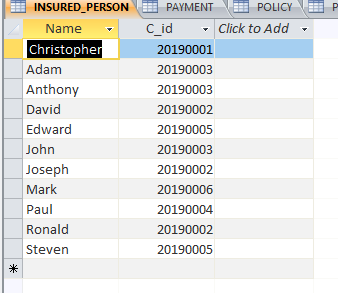 INSURED_PERSON PAYMENT POLICY P
Name C_id Click to Add
Christopher 20190001
Adam 20190003
Anthony 20190003
David 20190002
Edward 20190005
John 20190003
Joseph 20190002
Mark 20190006
Paul 20190004
Ronald 20190002
Steven 20190005